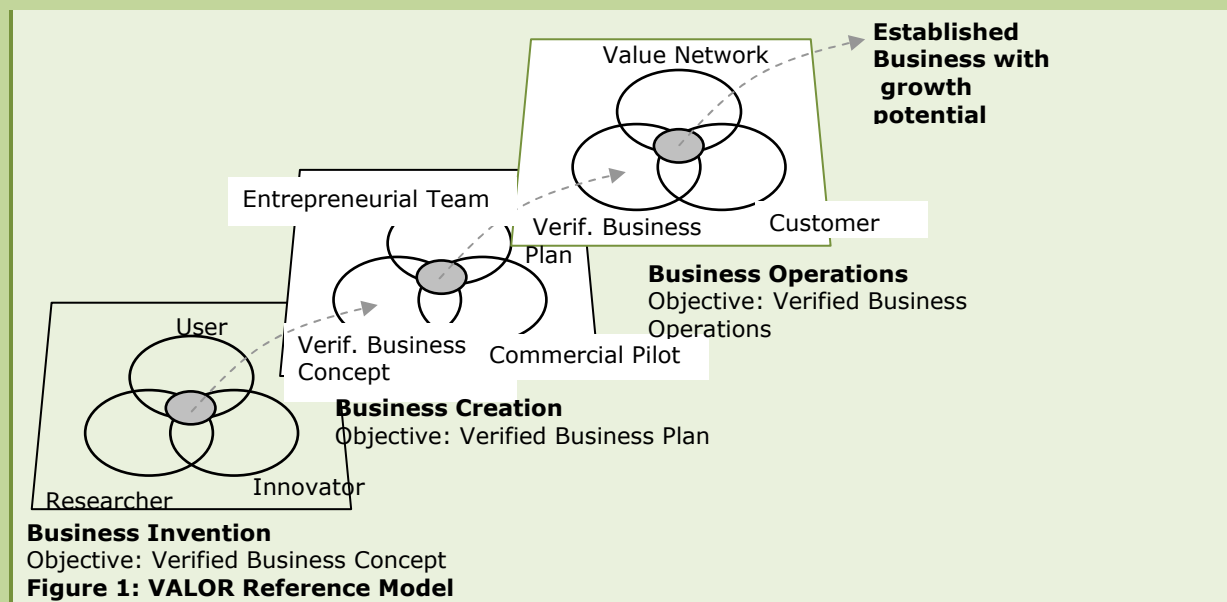 Established
Business with
growth
potential
Value Network
Verif. Business
Plan
Customer
Business Operations
Objective: Verified Business
Operations
Entrepreneurial Team
Verif. Business
Concept
Commercial Pilot
Business Creation
Objective: Verified Business Plan
User
Researcher
Innovator
Business Invention
Objective: Verified Business Concept
Figure 1: VALOR Reference Model